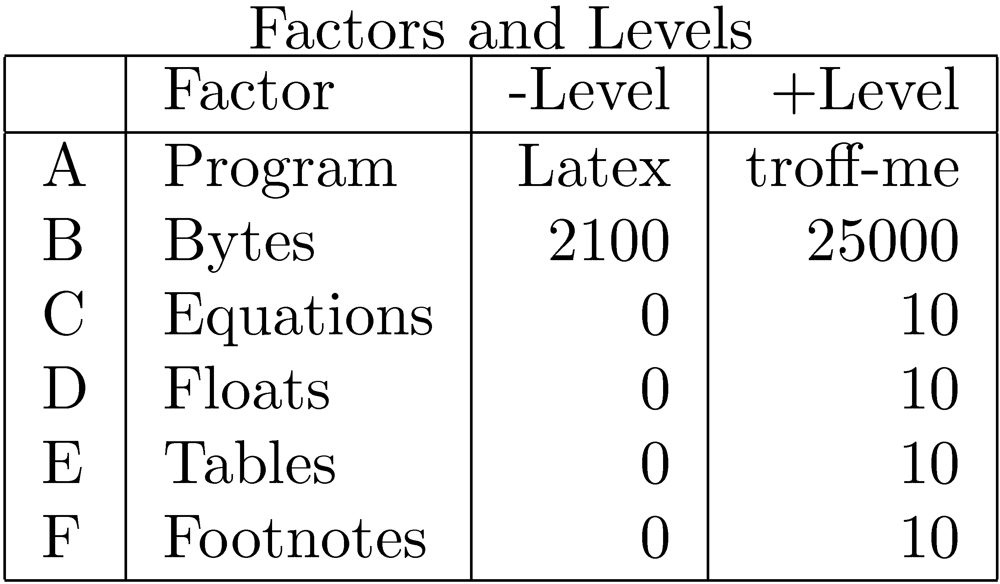 Factors and Levels
Factor -Level +Level
A Program Latex troff-me
B Bytes 2100 25000
C Equations 0 10
D Floats 0 10
E Tables 0 10
F Footnotes 0 10